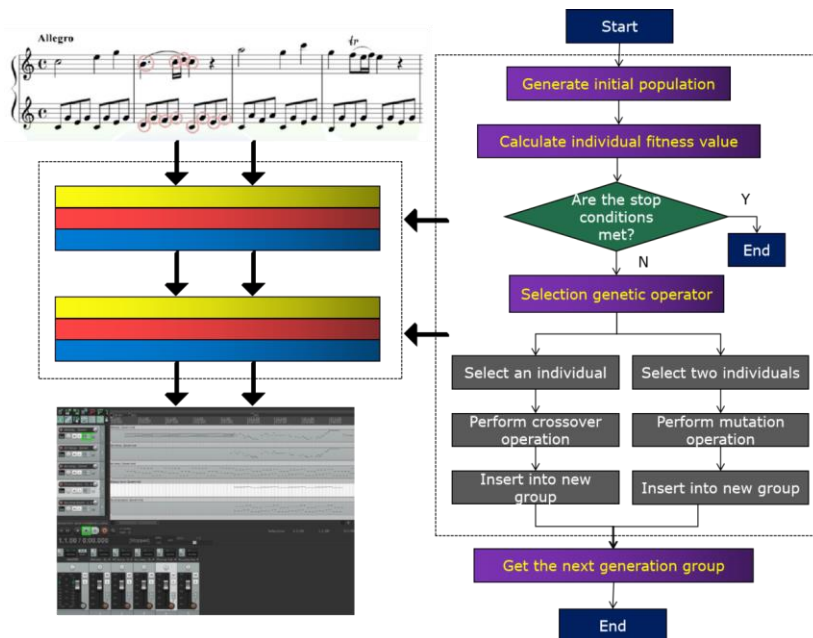 Allegro
tr
Start
Generate initial population
Calculate individual fitness value
Are the stop
conditions
met?
Y
End
N
Selection genetic operator
Select an individual
Select two individuals
Perform crossover
operation
Perform mutation
operation
Insert into new
group
Insert into new group
Get the next generation group
End